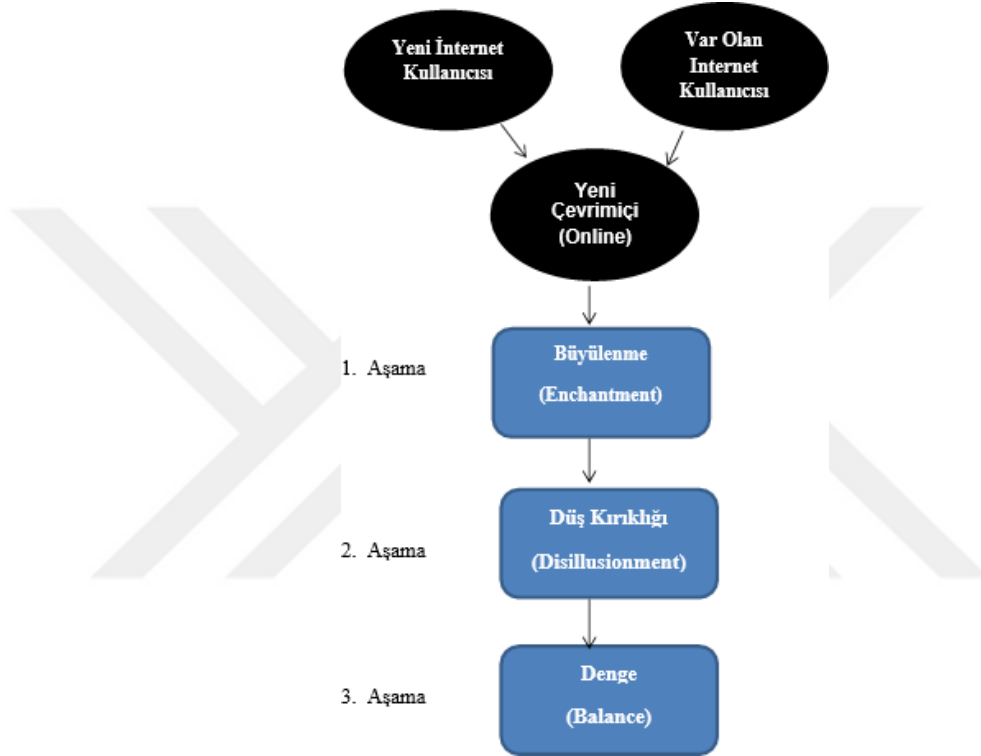 Yeni İnternet
Kullanıcısı
Var Olan
Internet
Kullanıcısı
Yeni
Çevrimiçi
(Online)
1. Aşama
Büyülenme
(Enchantment)
2. Aşama
Düş Kırıklığı
(Disillusionment)
3. Aşama
Denge
(Balance)